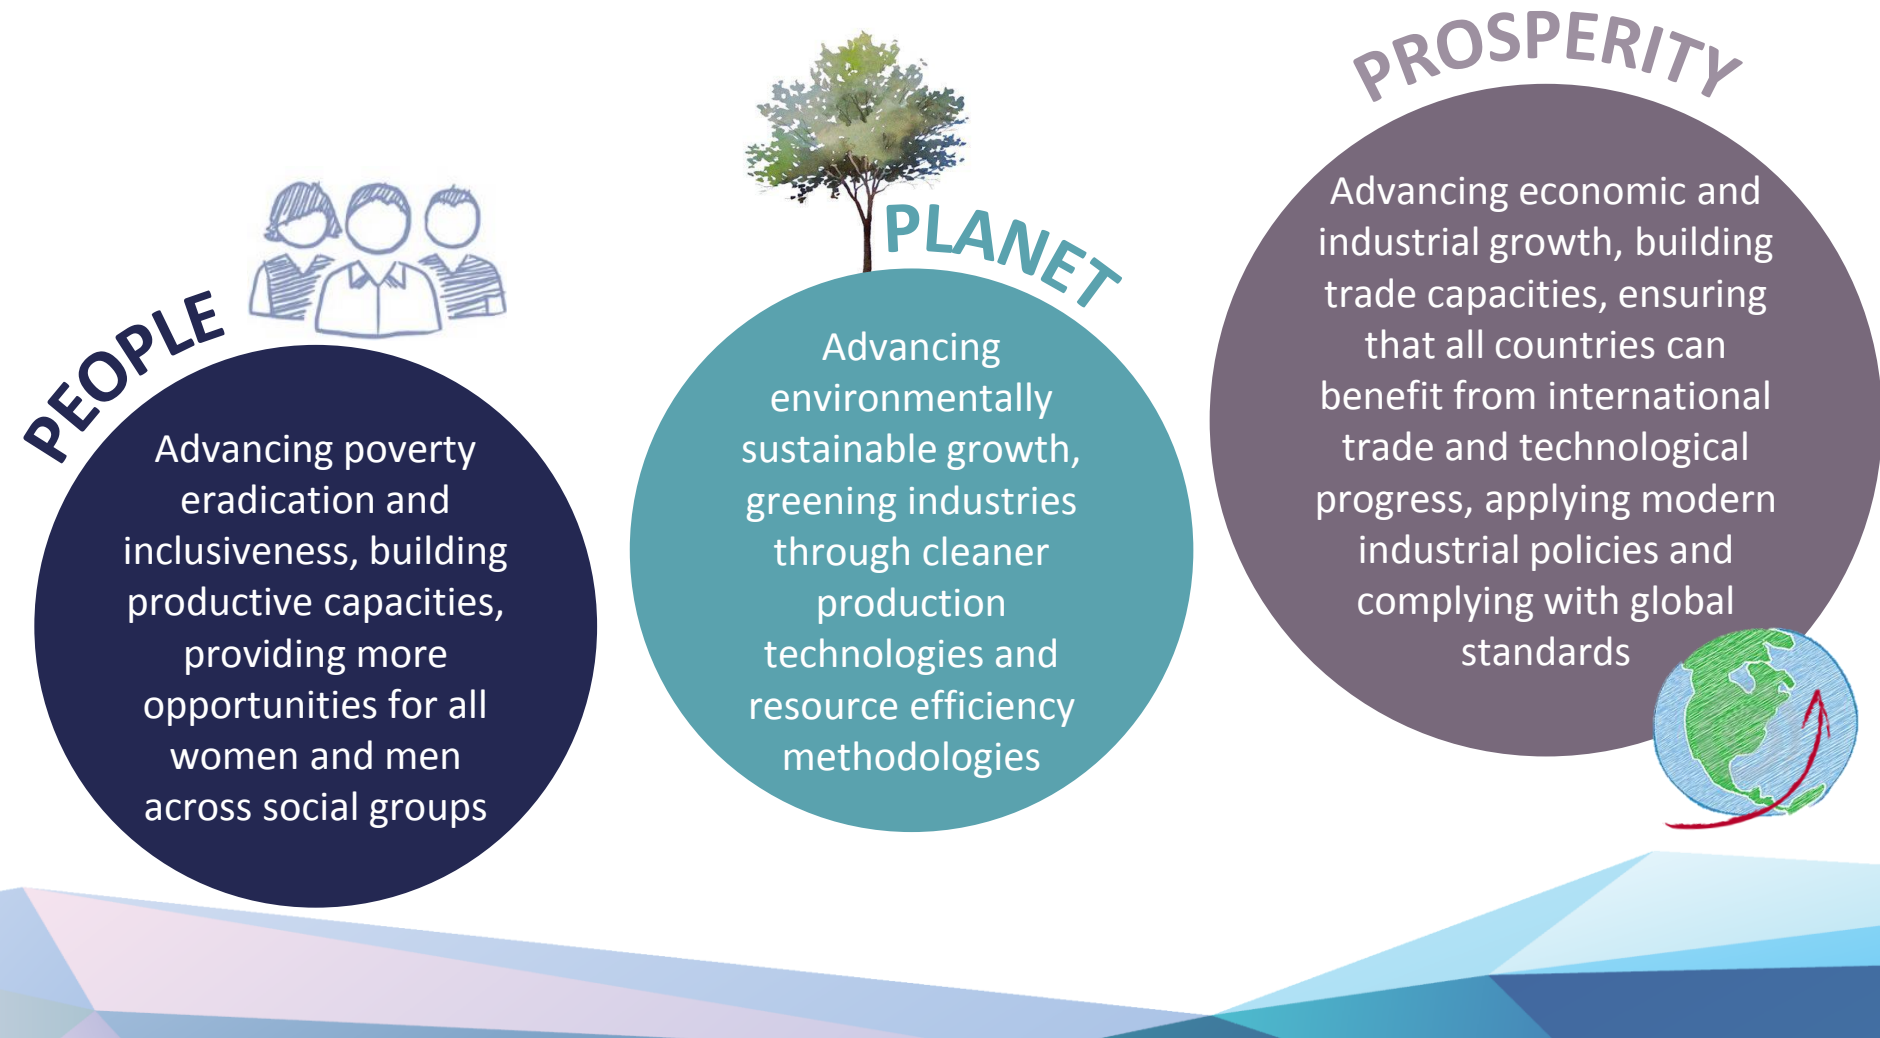 PEOPLE
Advancing poverty
eradication and
inclusiveness, building
productive capacities,
providing more
opportunities for all
women and men
across social groups
PLANET
Advancing
environmentally
sustainable growth,
greening industries
through cleaner
production
technologies and
resource efficiency
methodologies
PROSPERITY
Advancing economic and
industrial growth, building
trade capacities, ensuring
that all countries can
benefit from international
trade and technological
progress, applying modern
industrial policies and
complying with global
standards